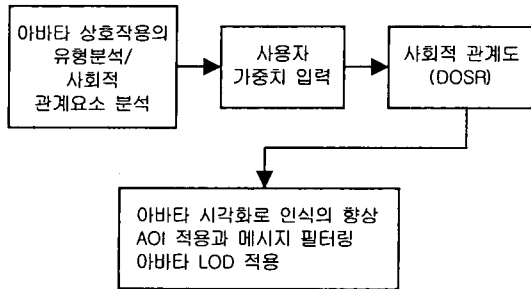 아바타 상호작용의
유형분석/
사회적
관계요소 분석
사용자
가중치 입력
사회적 관계도
(DOSR)
아바타 시각화로 인식의 향상
AOI 적용과 메시지 필터링
아바타 LOD 적용